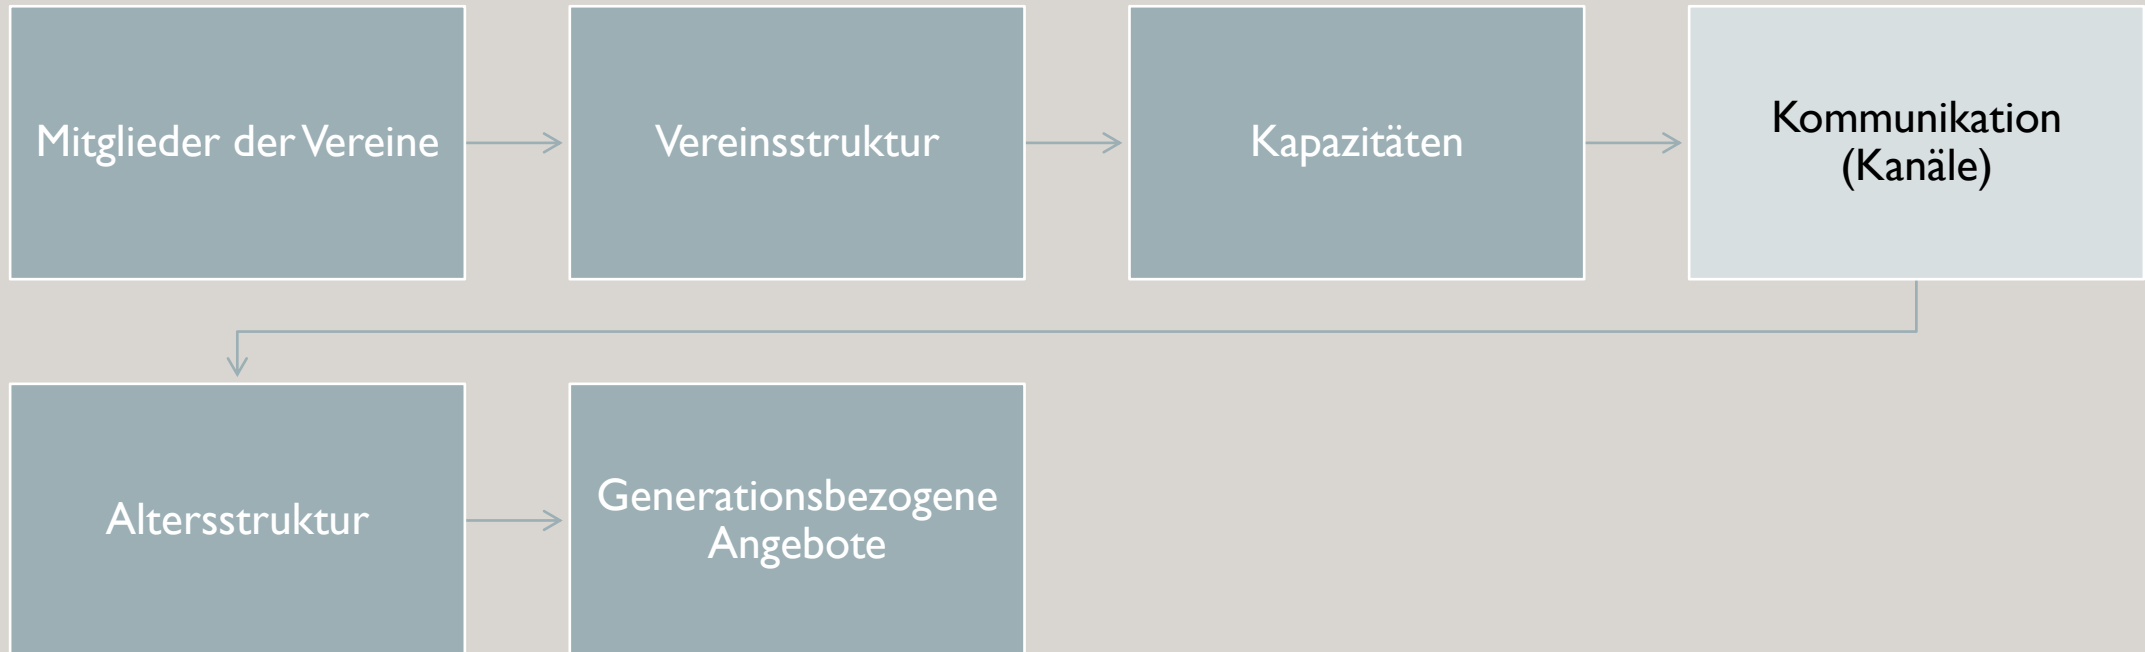 Mitglieder der Vereine
Vereinsstruktur
Kapazitäten
Kommunikation
(Kanäle)
Altersstruktur
Generationsbezogene
Angebote